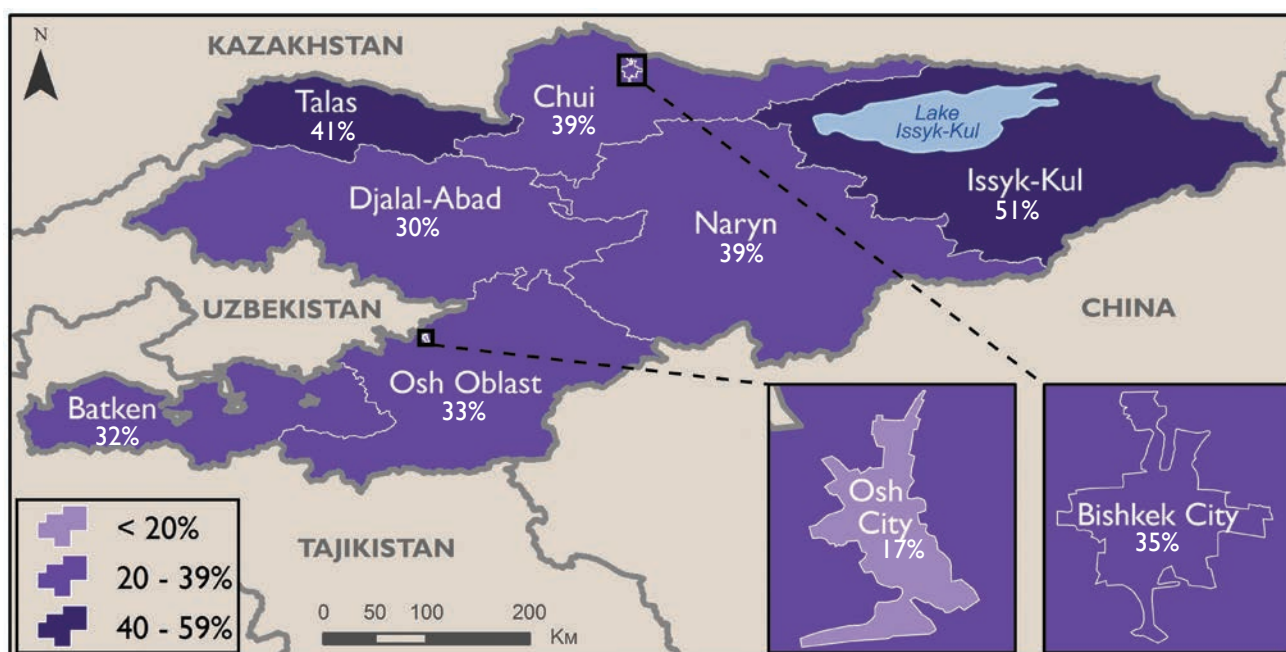 N
KAZAKHSTAN
Talas
41%
Chui
39%
Lake
Issyk-Kul
Issyk-Kul
51%
Djalal-Abad
30%
Naryn
39%
UZBEKISTAN
CHINA
Osh Oblast
33%
Batken
32%
Osh
City
17%
Bishkek City
35%
TAJIKISTAN
< 20%
20 - 39%
40 - 59%
0 50 100 200
KM